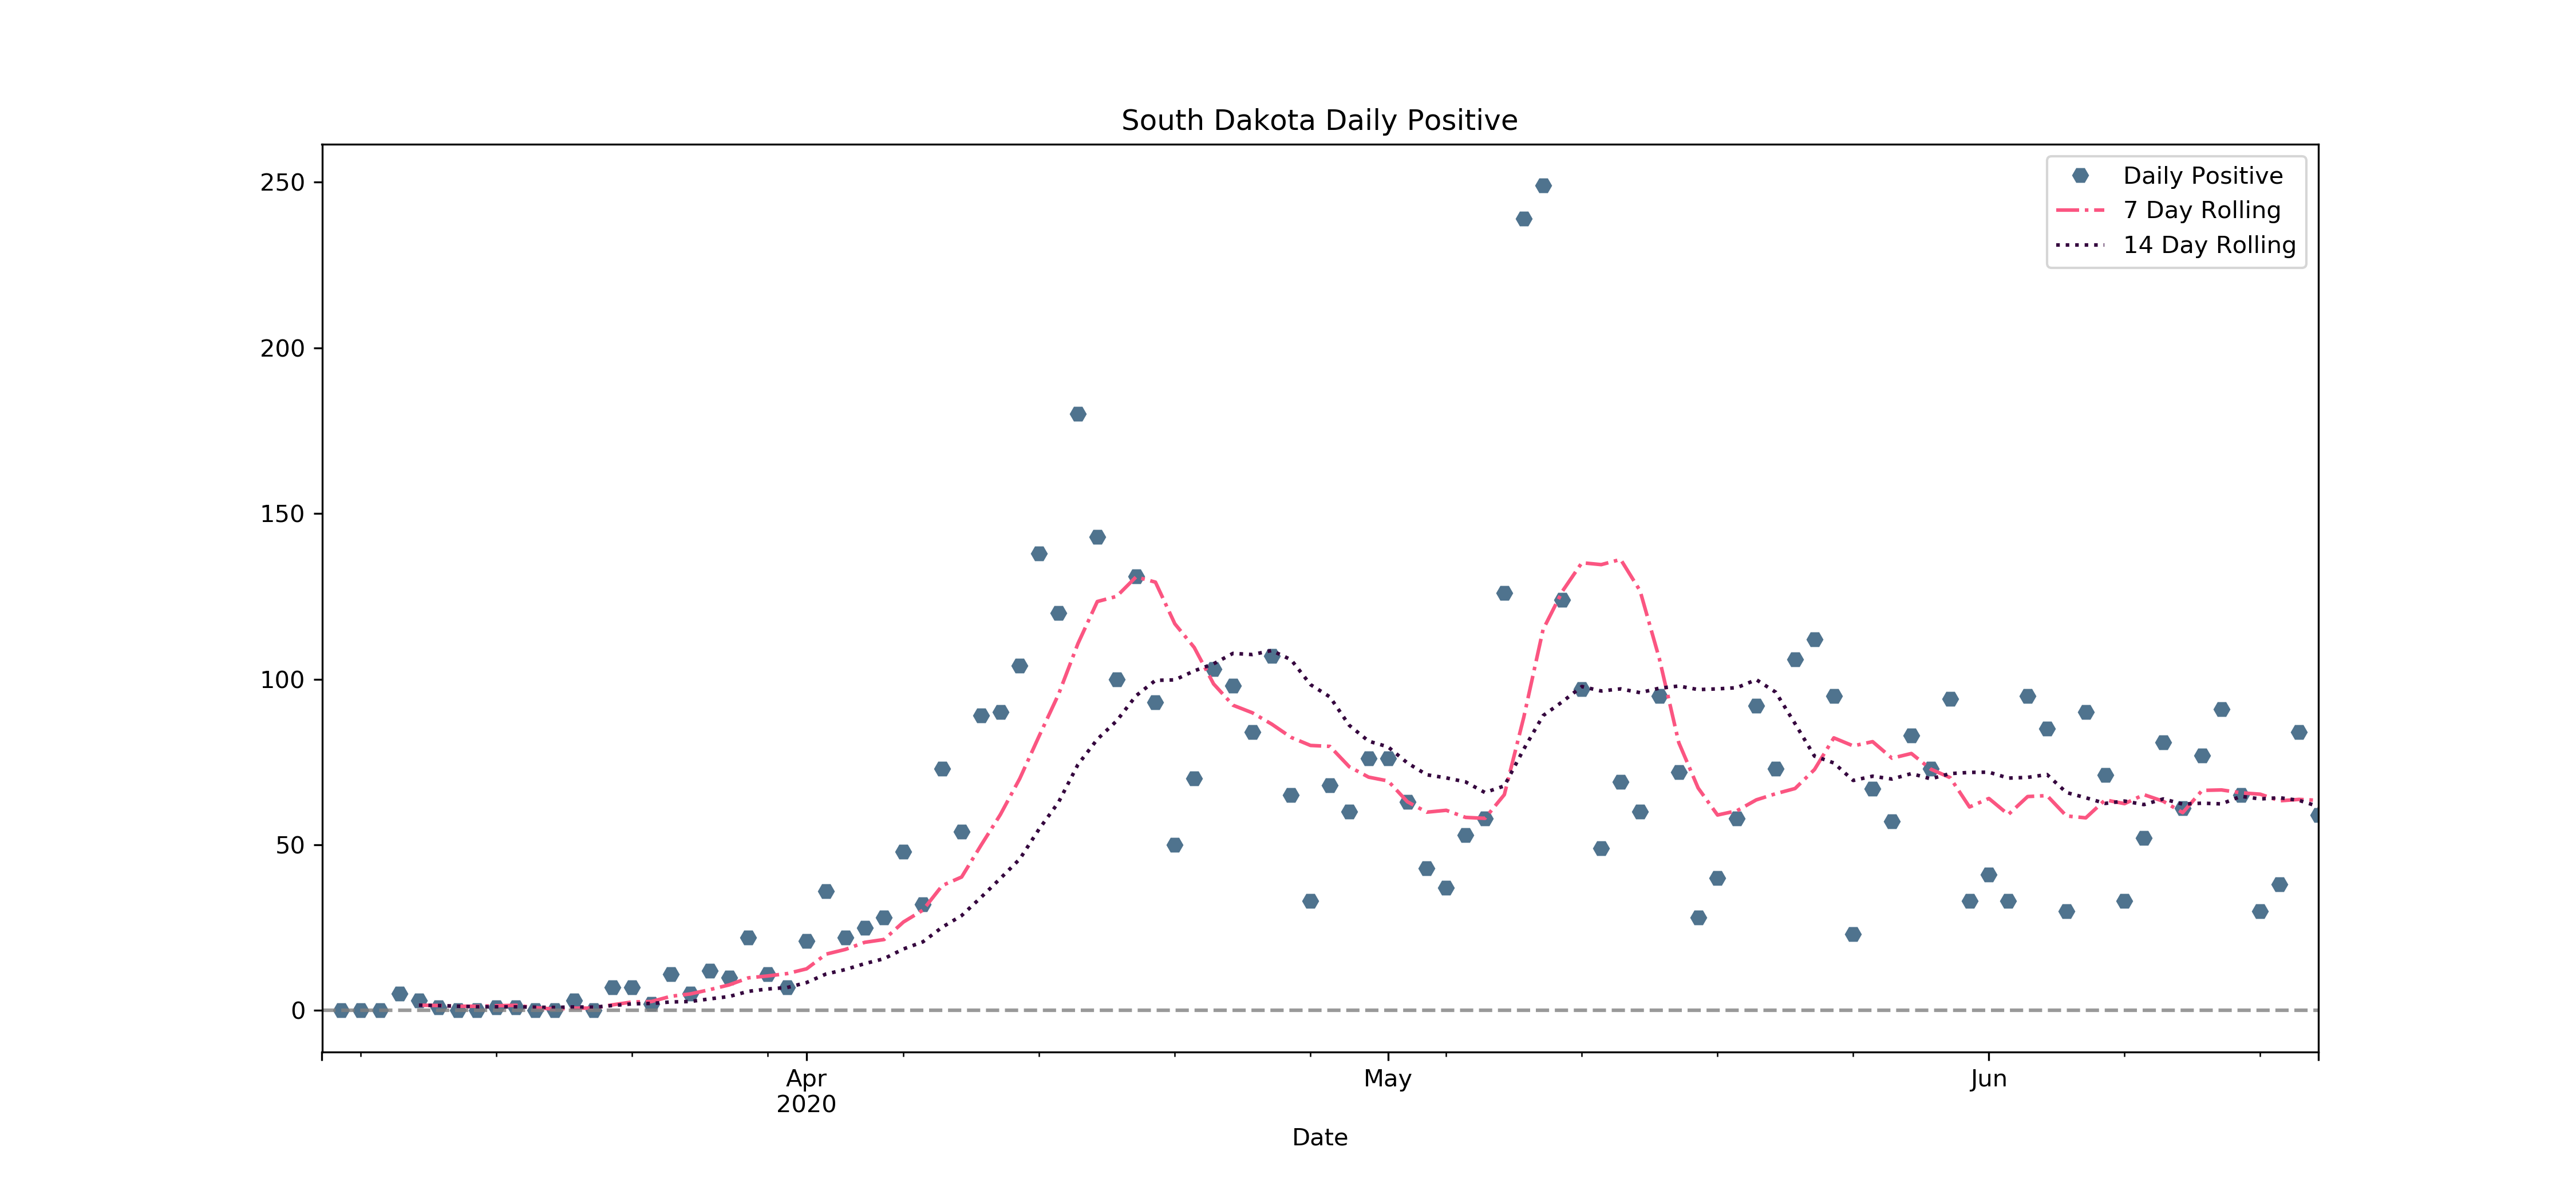 South Dakota Daily Positive
250
200
150
100
50
0
Daily Positive
7 Day Rolling
14 Day Rolling
Apr
2020
May
Jun
Date